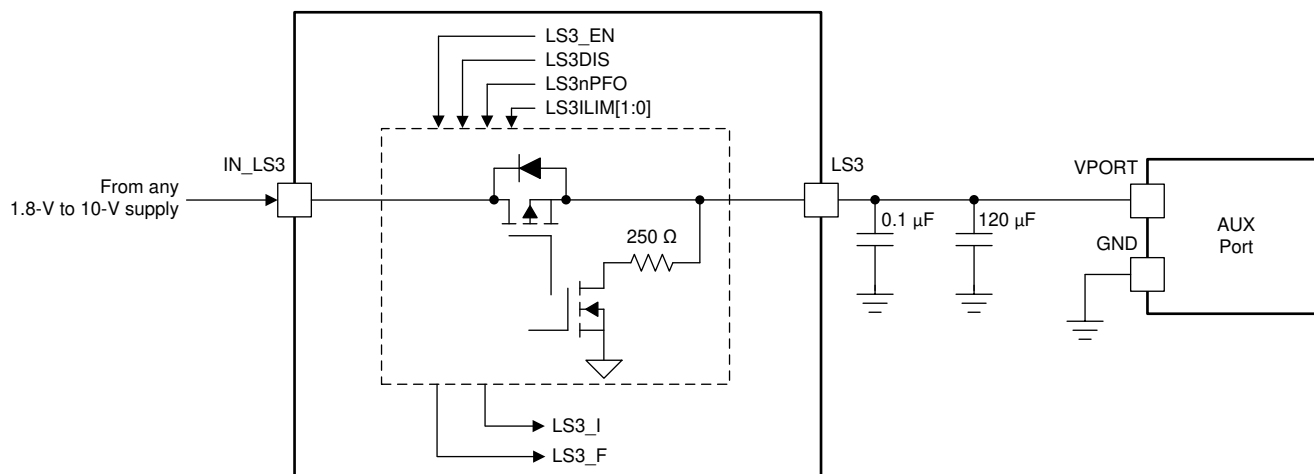 LS3_EN
LS3DIS
LS3nPFO
LS3ILIM[1:0]
IN_LS3
From any
1.8-V to 10-V supply
250 Ω
LS3
0.1 µF
120 µF
VPORT
GND
AUX
Port
LS3_I
LS3_F